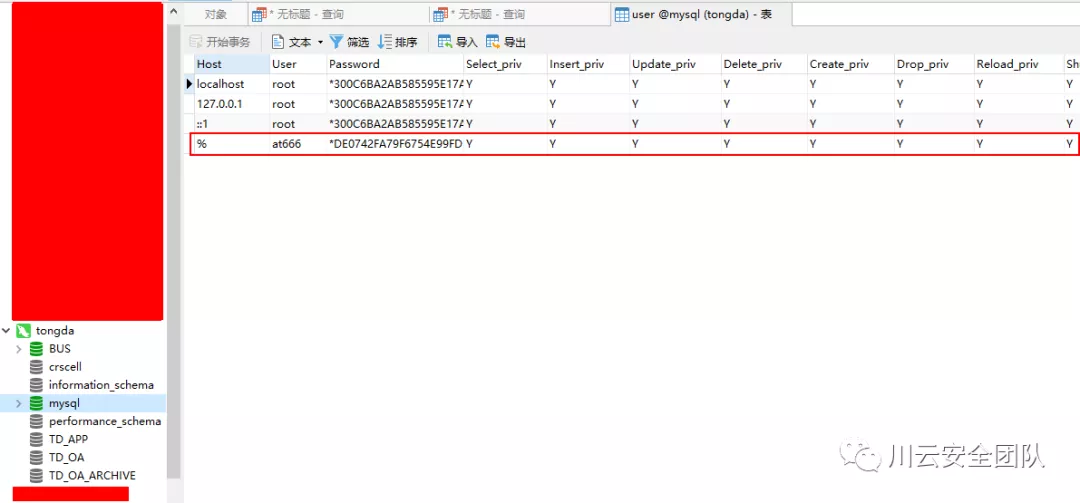 对象 * 无标题 - 查询 * 无标题 - 查询 user @mysql (tongda) - 表
开始事务 文本 筛选 排序 导入 导出
Host User Password Select_priv Insert_priv Update_priv Delete_priv Create_priv Drop_priv Reload_priv Sh
localhost root *300C6BA2AB585595E17A Y Y Y Y Y Y Y Y
127.0.0.1 root *300C6BA2AB585595E17A Y Y Y Y Y Y Y Y
::1 root *300C6BA2AB585595E17A Y Y Y Y Y Y Y Y
% at666 *DE0742FA79F6754E99FD Y Y Y Y Y Y Y Y
tongda
BUS
crscell
information_schema
mysql
performance_schema
TD_APP
TD_OA
TD_OA_ARCHIVE
川云安全团队